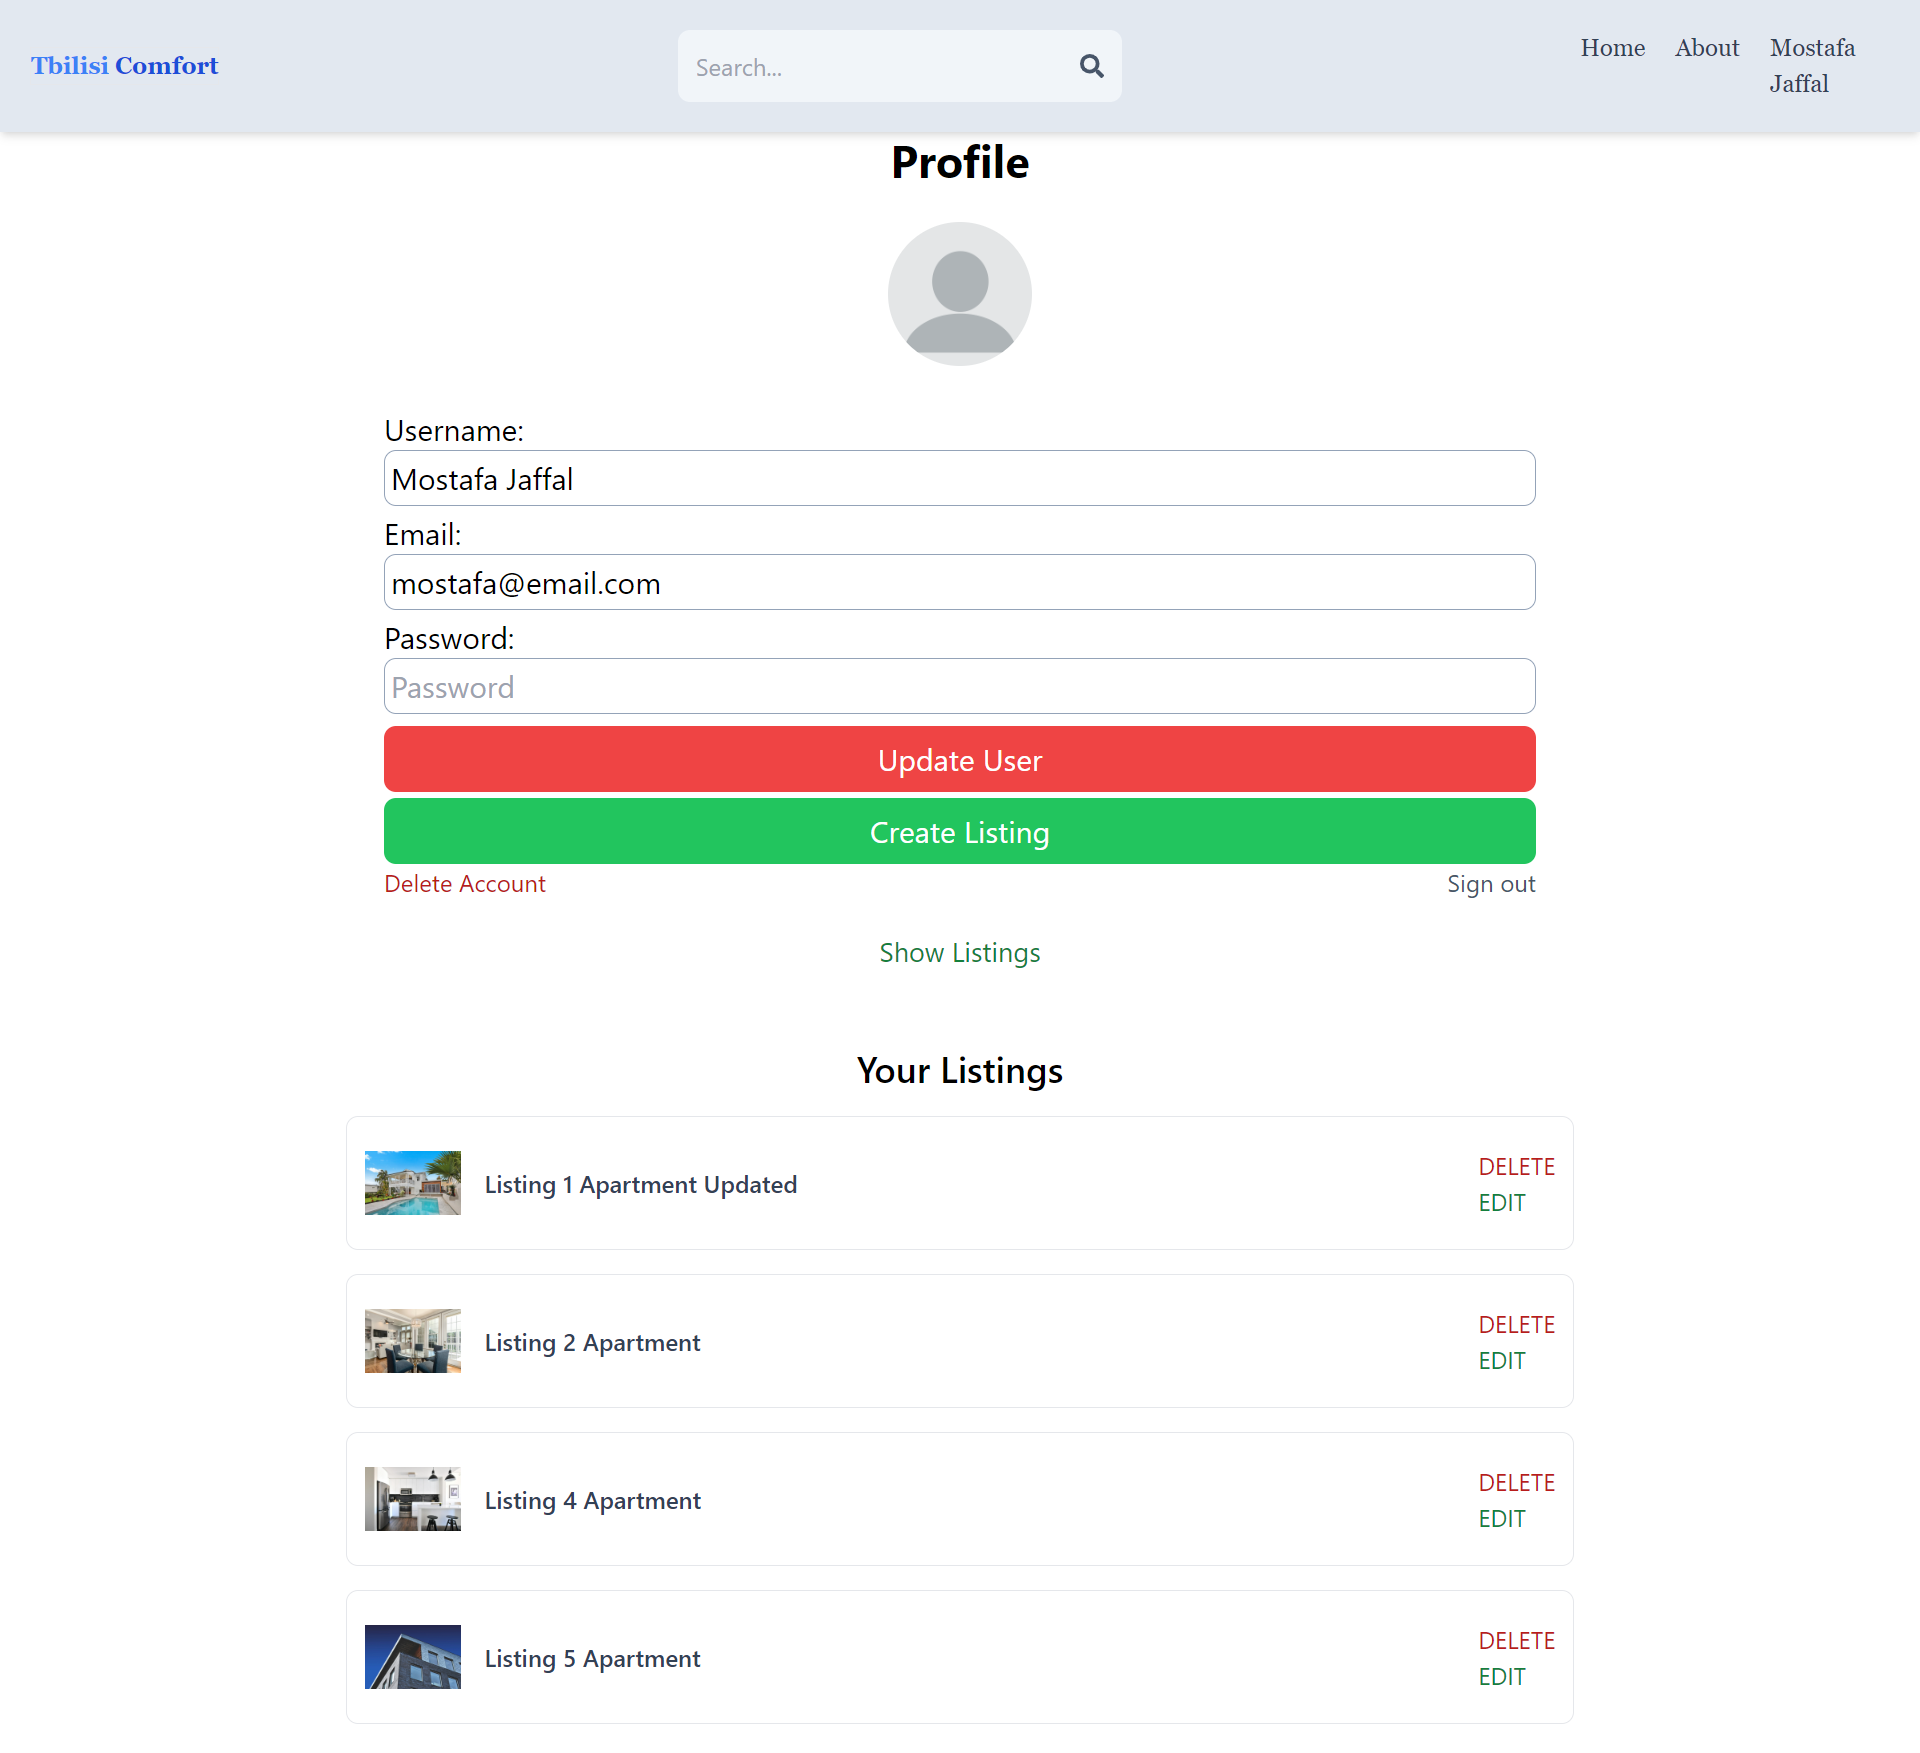 Tbilisi Comfort
Search...
Home
About
Mostafa
Jaffal
Profile
Username:
Mostafa Jaffal
Email:
mostafa@email.com
Password:
Password
Update User
Create Listing
Delete Account
Sign out
Show Listings
Your Listings
Listing 1 Apartment Updated
DELETE
EDIT
Listing 2 Apartment
DELETE
EDIT
Listing 4 Apartment
DELETE
EDIT
Listing 5 Apartment
DELETE
EDIT